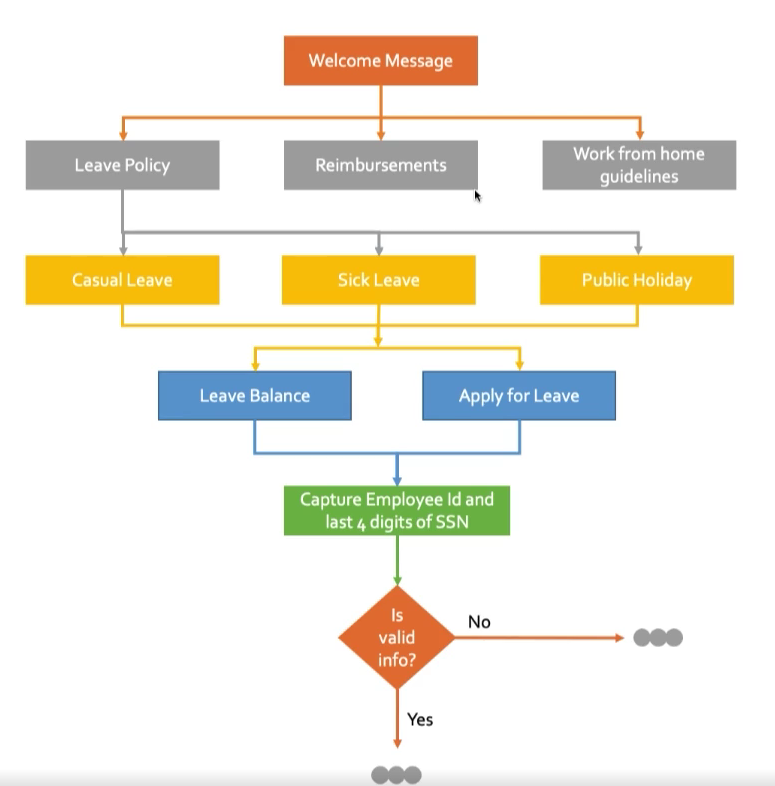 Welcome Message
Leave Policy
Reimbursements
Work from home
guidelines
Casual Leave
Sick Leave
Public Holiday
Leave Balance
Apply for Leave
Capture Employee Id and
last 4 digits of SSN
Is
valid
info?
No
Yes